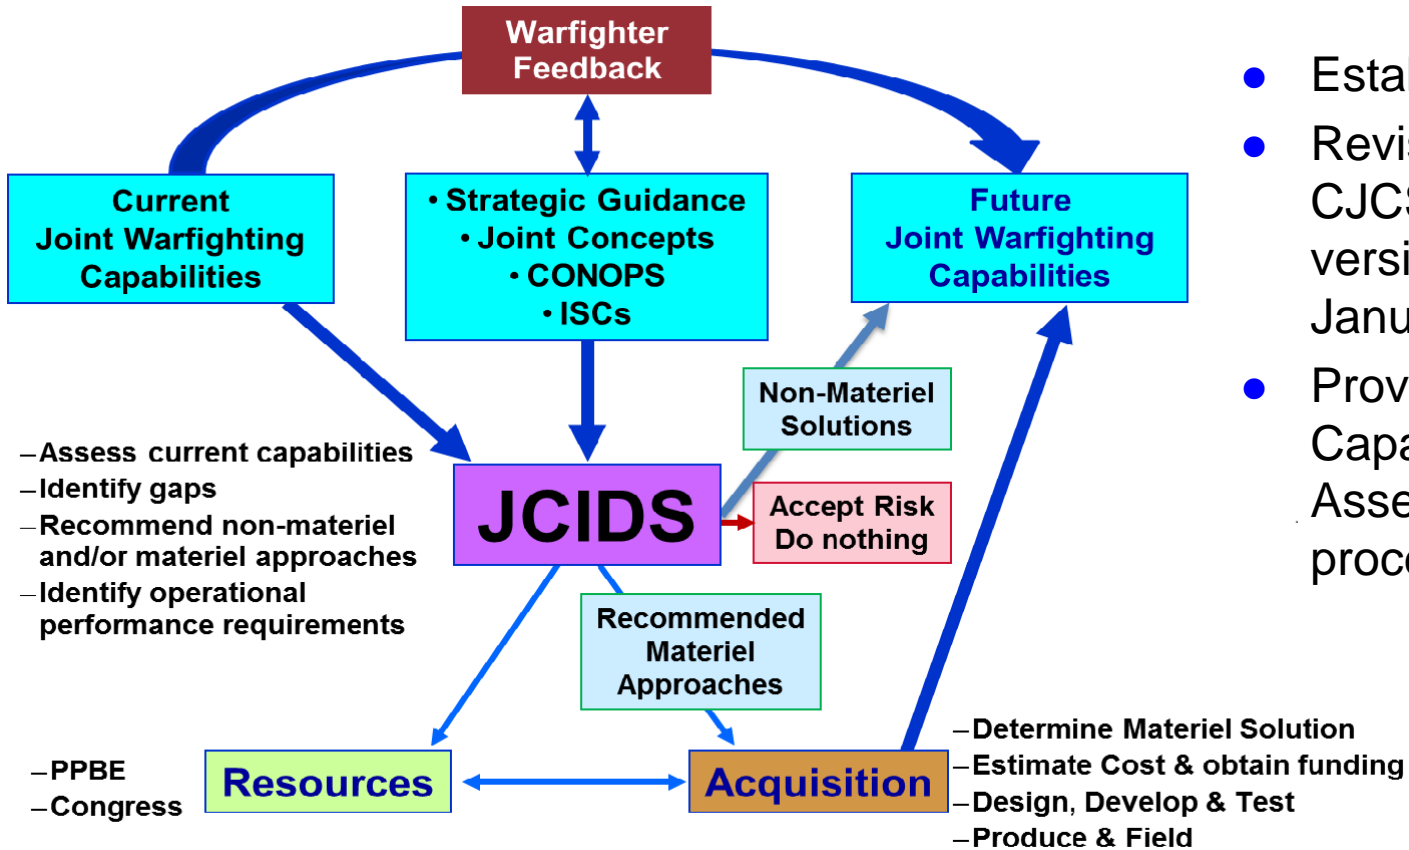 Warfighter
Feedback
Current
Joint Warfighting
Capabilities
• Strategic Guidance
• Joint Concepts
• CONOPS
• ISCs
Future
Joint Warfighting
Capabilities
Non-Materiel
Solutions
–Assess current capabilities
–Identify gaps
–Recommend non-materiel
and/or materiel approaches
–Identify operational
performance requirements
JCIDS
Accept Risk
Do nothing
Recommended
Materiel
Approaches
–PPBE
–Congress
Resources
Acquisition
–Determine Materiel Solution
–Estimate Cost & obtain funding
–Design, Develop & Test
–Produce & Field
●
● 
versi
Janu
●